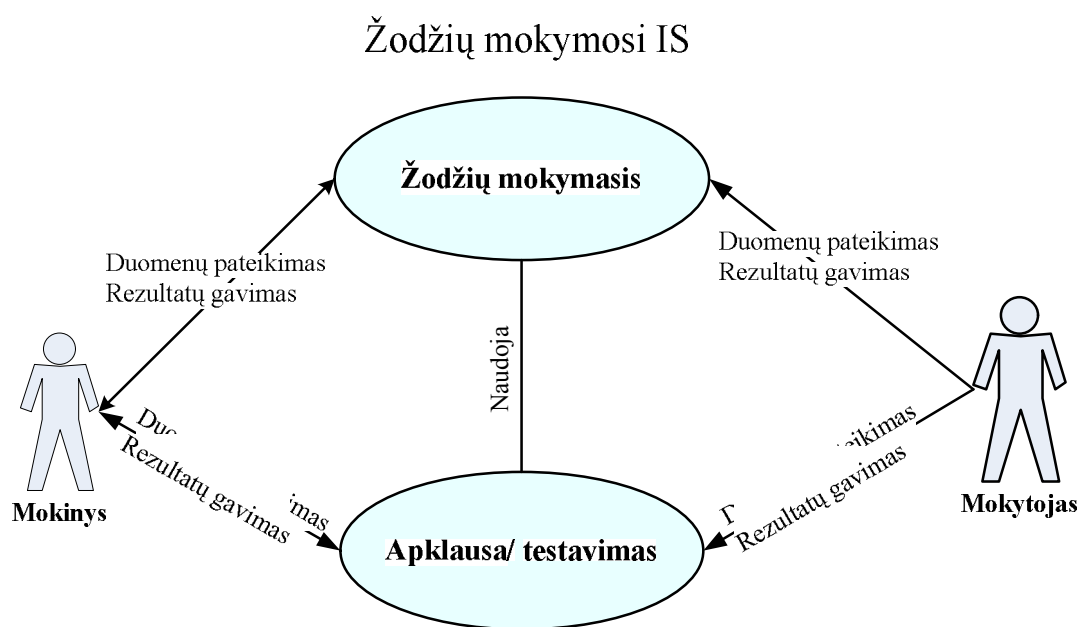 Žodžių mokymosi IS
Žodžių mokymasis
Duomenų pateikimas
Rezultatų gavimas
Duomenų pateikimas
Rezultatų gavimas
Naudoja
Rezultatų gavimas
Rezultatų gavimas
Mokinys
Mokytojas
Apklausa/ testavimas